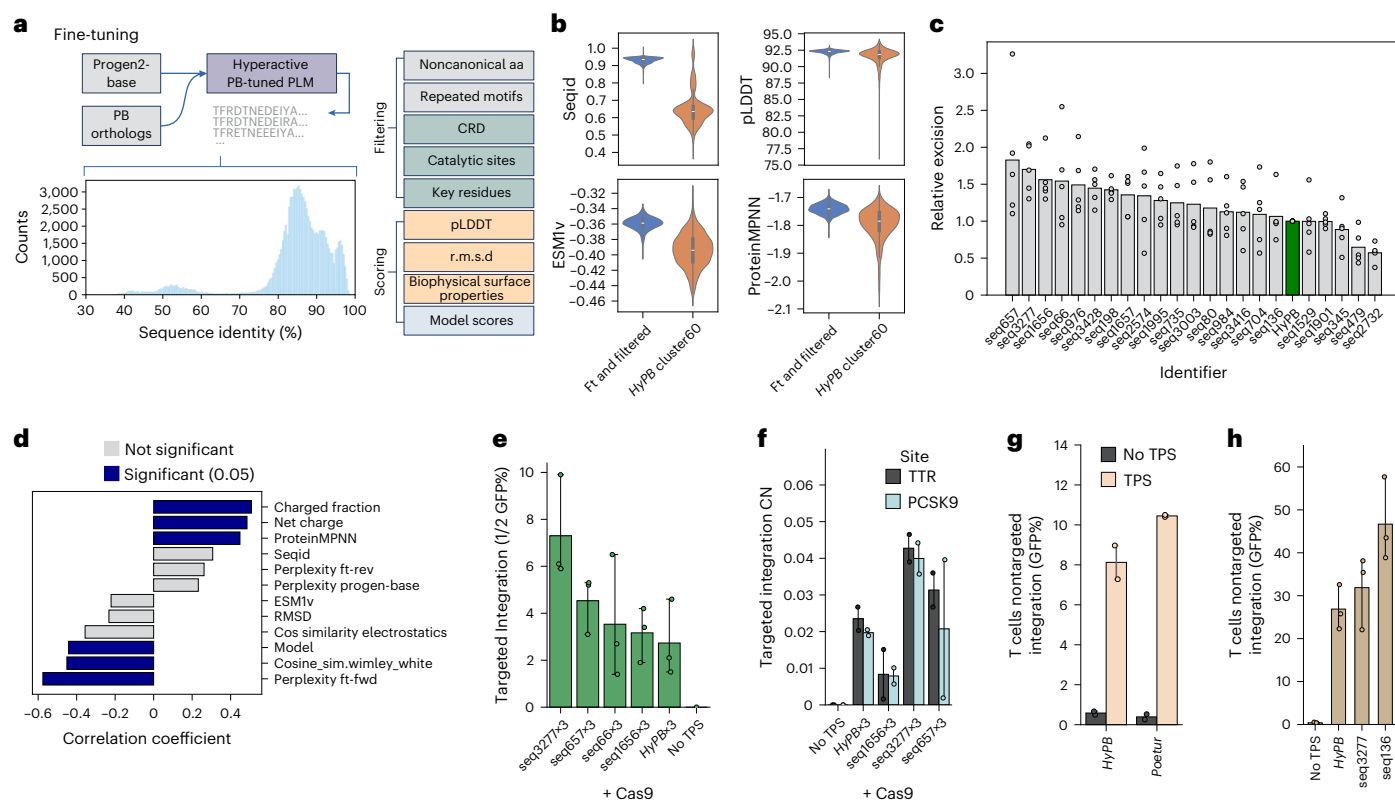 a
Fine-tuning
Progen2-
base
PB
orthologs
Hyperactive
PB-tuned PLM
TFRDTNEDEIYA...
TFRDTNEDEIRA...
TFRETNEEEIYA...
...
Counts
3,000
2,500
2,000
1,500
1,000
500
0
30 40 50 60 70 80 90 100
Sequence identity (%)
Filtering
Noncanonical aa
Repeated motifs
CRD
Catalytic sites
Key residues
Scoring
pLDDT
r.m.s.d
Biophysical surface
properties
Model scores
b
Seqid
1.0
0.9
0.8
0.7
0.6
0.5
0.4
pLDDT
95.0
92.5
90.0
87.5
85.0
82.5
80.0
77.5
75.0
ESM1v
−0.32
−0.34
−0.36
−0.38
−0.40
−0.42
−0.44
−0.46
Ft and filtered
HyPB cluster60
ProteinMPNN
−1.7
−1.8
−1.9
−2.0
−2.1
Ft and filtered
HyPB cluster60
c
Relative excision
3.0
2.0
1.5
1.0
0.5
0
seq657
seq3277
seq1656
seq66
seq976
seq3428
seq198
seq1657
seq2574
seq1995
seq735
seq3003
seq80
seq984
seq3416
seq704
seq136
HyPB
seq1529
seq1901
seq345
seq479
seq2732
Identifier
d
Not significant
Significant (0.05)
Charged fraction
Net charge
ProteinMPNN
Seqid
Perplexity ft-rev
Perplexity progen-base
ESM1v
RMSD
Cos similarity electrostatics
Model
Cosine_sim.wimley_white
Perplexity ft-fwd
−0.6 −0.4 −0.2 0 0.2 0.4
Correlation coefficient
e
Targeted Integration (1/2 GFP%)
10
8
6
4
2
0
seq3277×3
seq657×3
seq66×3
seq1656×3
HyPB×3
No TPS
+ Cas9
f
Site
TTR
PCSK9
Targeted integration CN
0.06
0.05
0.04
0.03
0.02
0.01
0
No TPS
HyPB×3
seq1656×3
seq3277×3
seq657×3
+ Cas9
g
No TPS
TPS
T cells nontargeted
integration (GFP%)
14
12
10
8
6
4
2
0
HyPB
Poetur
h
T cells nontargeted
integration (GFP%)
60
50
40
30
20
10
0
No TPS
HyPB
seq3277
seq136